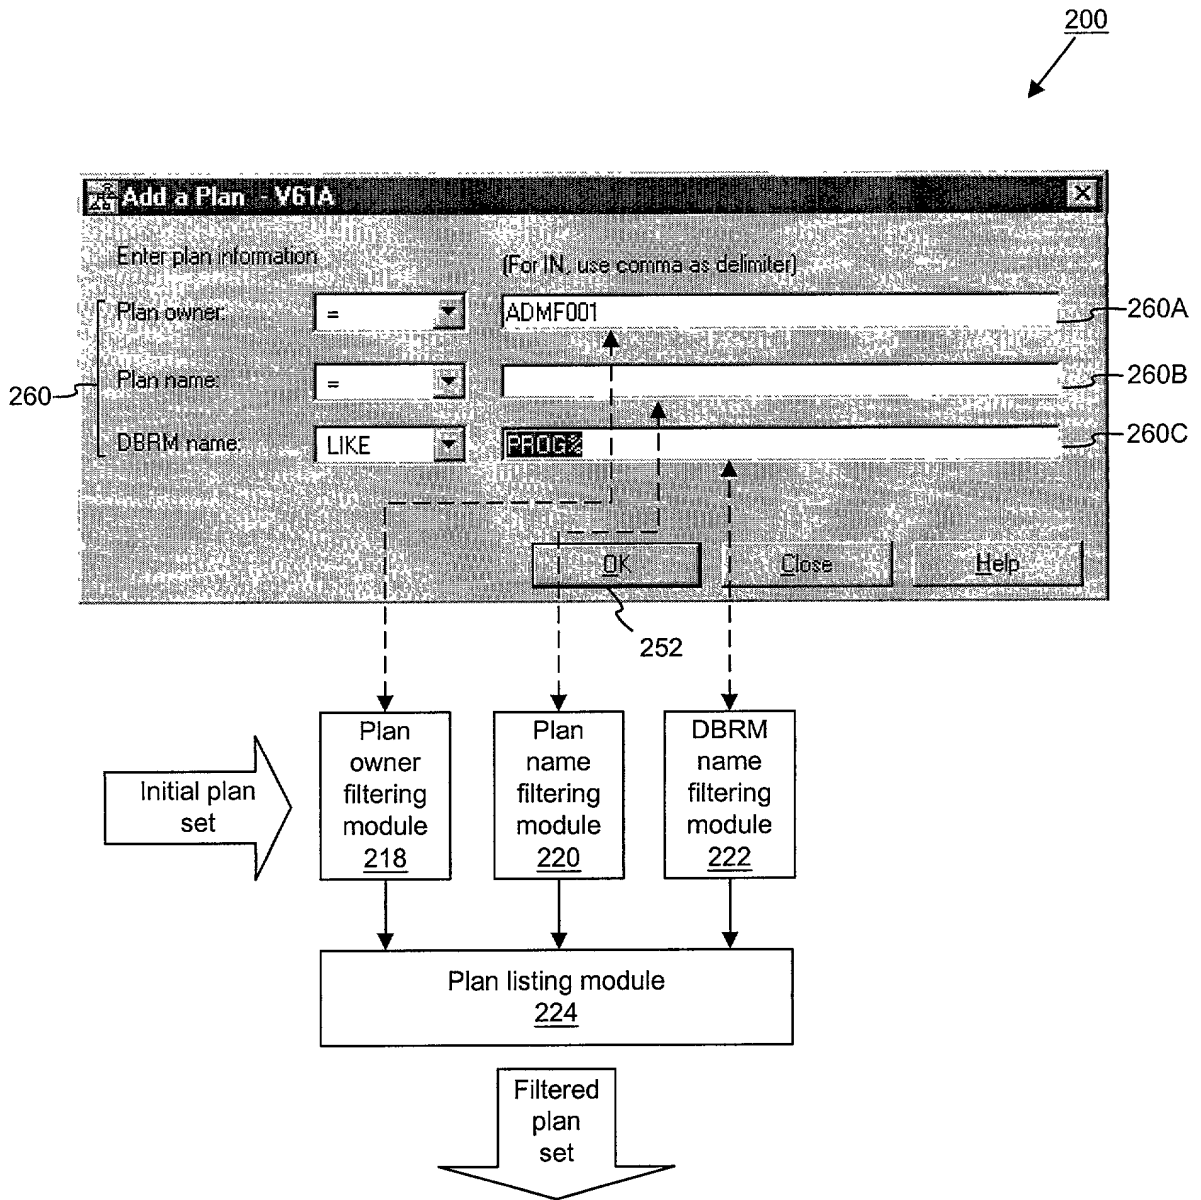 200
Add a Plan - V61A
Enter plan information
(For IN, use comma as delimiter)
Plan owner:
=
ADMF001
260A
Plan name:
=
260B
260
DBRM name:
LIKE
PROG%
260C
OK
Close
Help
252
Plan
owner
filtering
module
218
Plan
name
filtering
module
220
DBRM
name
filtering
module
222
Initial plan
set
Plan listing module
224
Filtered
plan
set